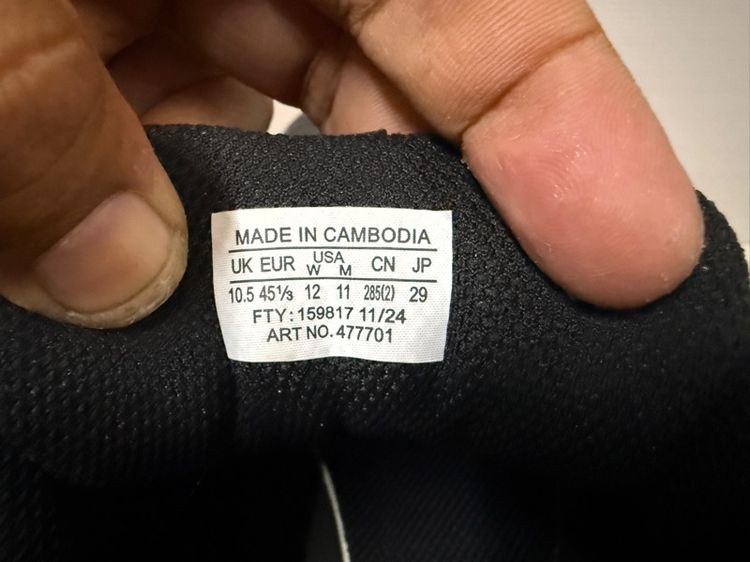 MADE IN CAMBODIA
UK EUR USA W M CN JP
10.5 45⅓ 12 11 285(2) 29
FTY: 159817 11/24
ART NO. 477701